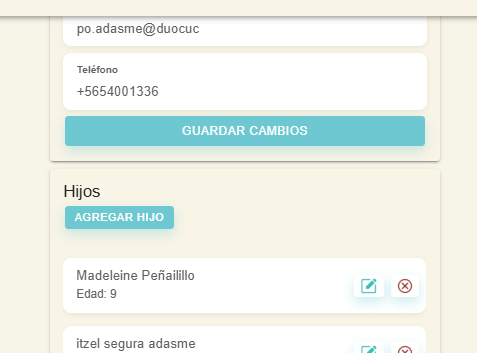 po.adasme@duocuc
Teléfono
+5654001336
GUARDAR CAMBIOS
Hijos
AGREGAR HIJO
Madeleine Peñailillo
Edad: 9
itzel segura adasme